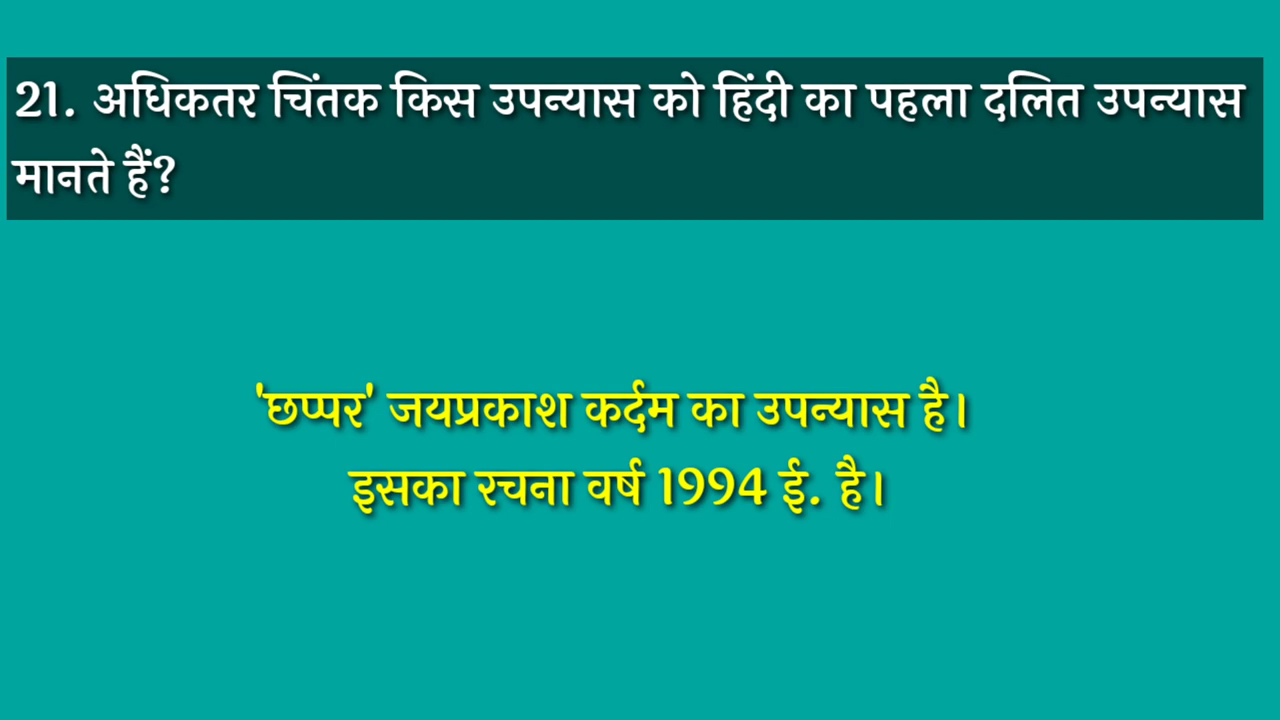 21. अधिकतर चिंतक किस उपन्यास को हिंदी का पहला दलित उपन्यास
मानते हैं?
'छप्पर' जयप्रकाश कर्दम का उपन्यास है।
इसका रचना वर्ष 1994 ई. है।